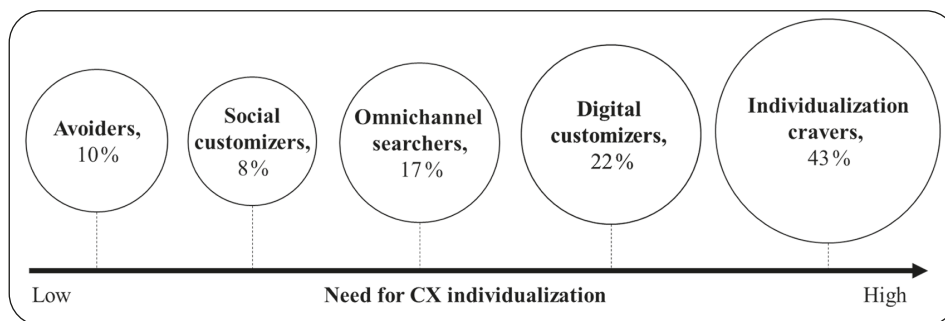 Avoiders,
10%
Social
customizers,
8%
Omnichannel
searchers,
17%
Digital
customizers,
22%
Individualization
cravers,
43%
Low
Need for CX individualization
High